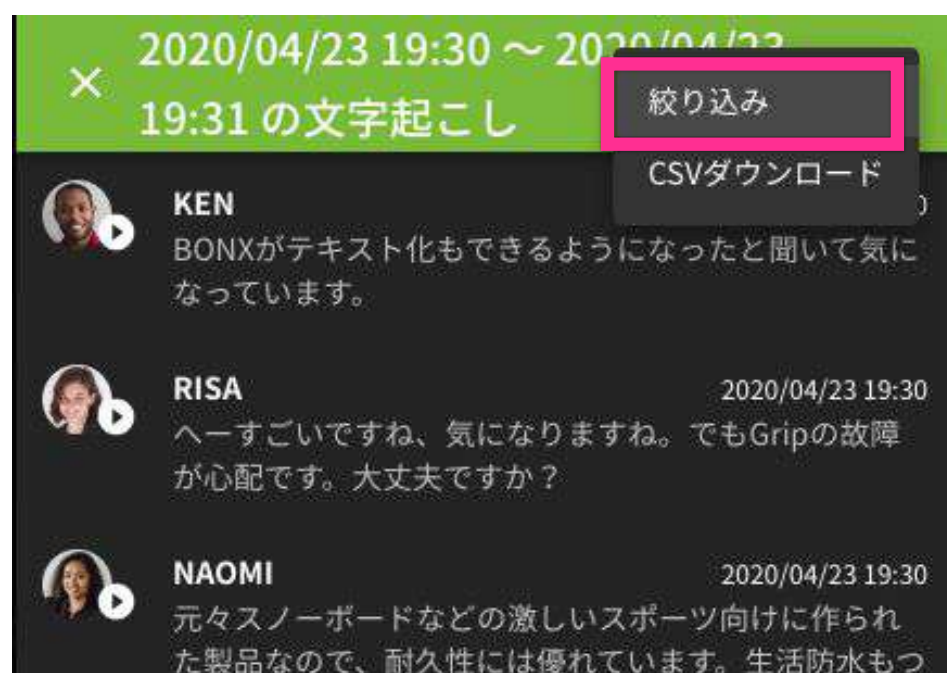 2020/04/23 19:30 ～ 2020/04/23
19:31 の文字起こし
絞り込み
CSVダウンロード
KEN
BONXがテキスト化もできるようになったと聞いて気に
なっています。
RISA
2020/04/23 19:30
へーすごいですね、気になりますね。でもGripの故障
が心配です。大丈夫ですか？
NAOMI
2020/04/23 19:30
元々スノーボードなどの激しいスポーツ向けに作られ
た製品なので、耐久性には優れています。生活防水もつ